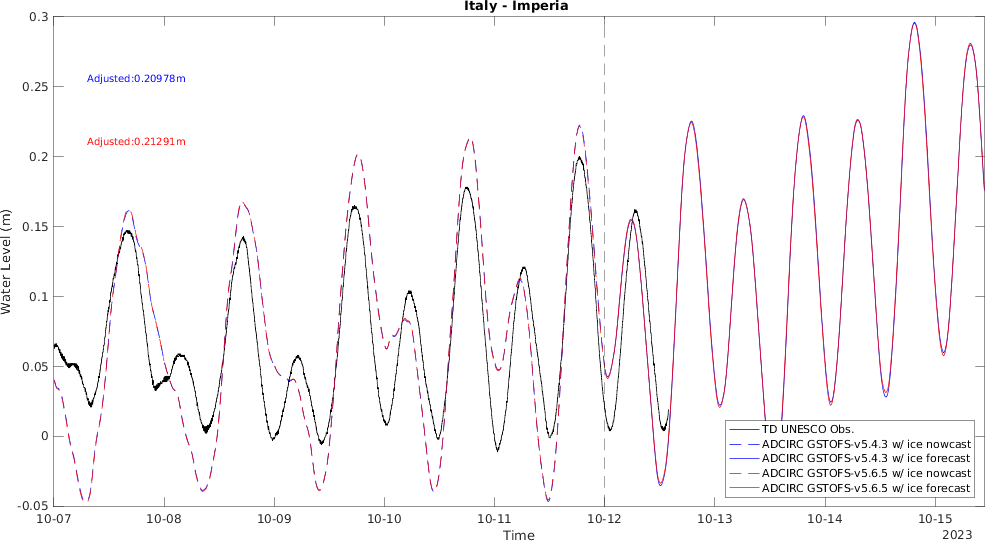 Italy - Imperia
0.3
0.25
0.2
0.15
0.1
0.05
0
-0.05
Water Level (m)
Adjusted:0.20978m
Adjusted:0.21291m
TD UNESCO Obs.
ADCIRC GSTOFS-v5.4.3 w/ ice nowcast
ADCIRC GSTOFS-v5.4.3 w/ ice forecast
ADCIRC GSTOFS-v5.6.5 w/ ice nowcast
ADCIRC GSTOFS-v5.6.5 w/ ice forecast
10-07 10-08 10-09 10-10 10-11 10-12 10-13 10-14 10-15
Time
2023